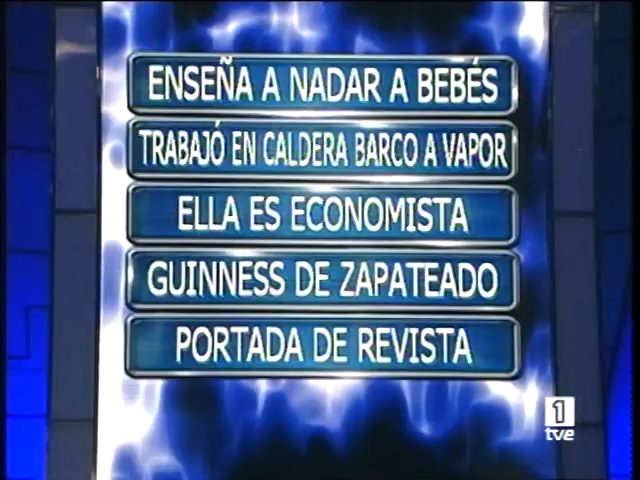 ENSEÑA A NADAR A BEBÉS
TRABAJÓ EN CALDERA BARCO A VAPOR
ELLA ES ECONOMISTA
GUINNESS DE ZAPATEADO
PORTADA DE REVISTA
1
tve